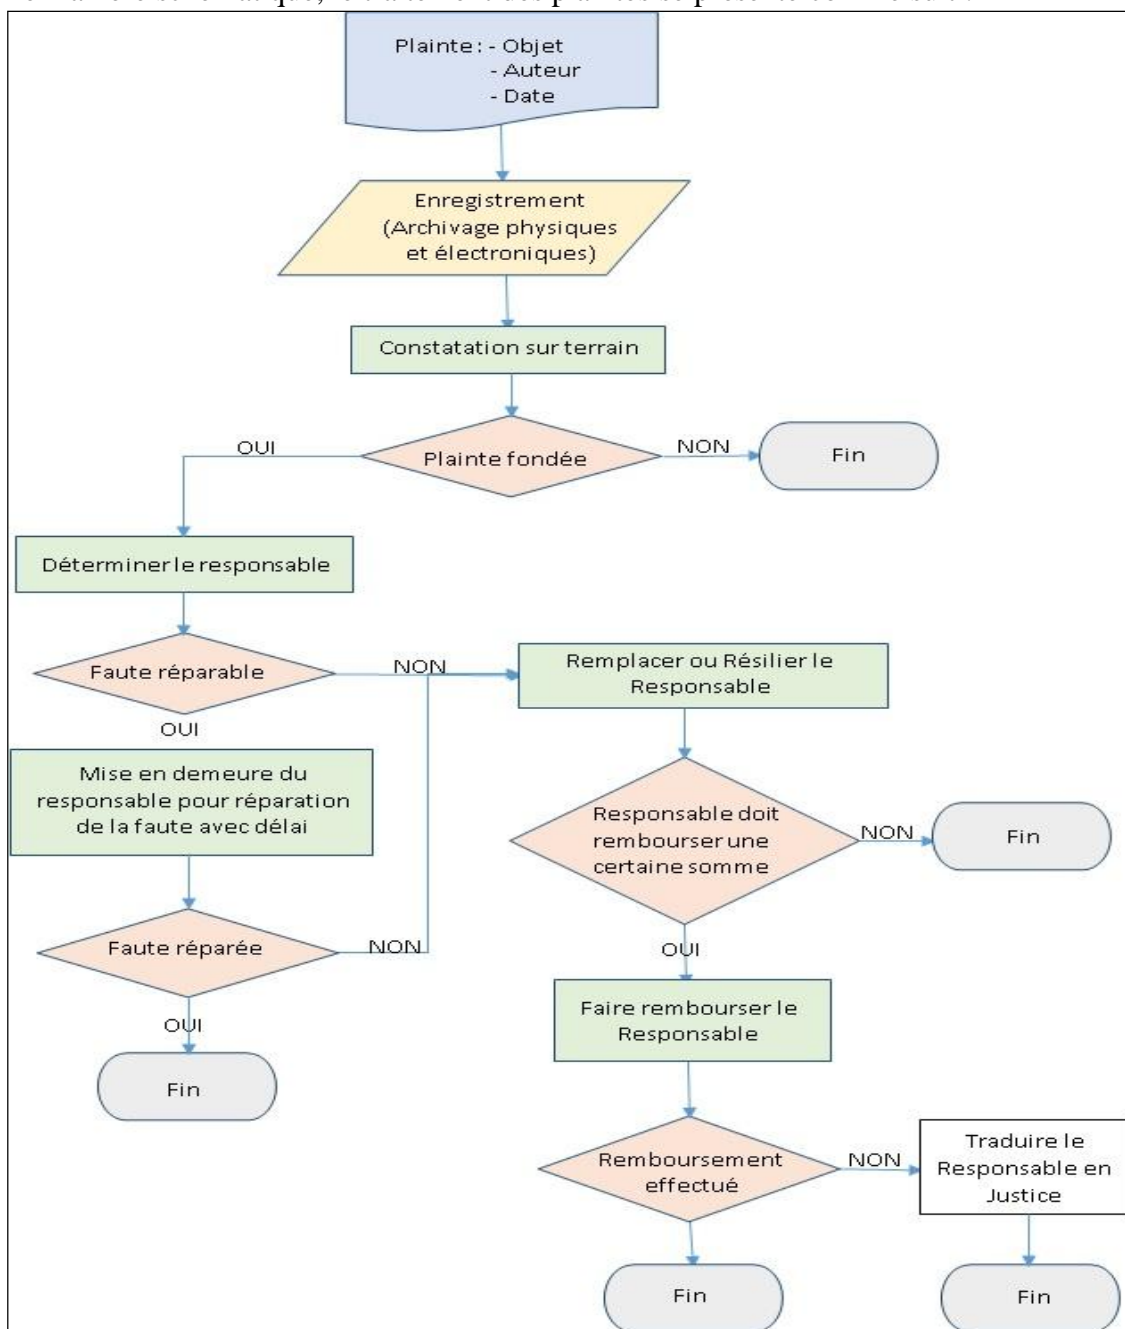 Plainte : - Objet
- Auteur
- Date
Enregistrement
(Archivage physiques
et électroniques)
Constatation sur terrain
Plainte fondée
OUI
NON
Fin
Déterminer le responsable
Faute réparable
NON
OUI
Remplacer ou Résilier le
Responsable
Mise en demeure du
responsable pour réparation
de la faute avec délai
Responsable doit
rembourser une
certaine somme
NON
Fin
Faute réparée
NON
OUI
Fin
OUI
Faire rembourser le
Responsable
Remboursement
effectué
NON
Traduire le
Responsable en
Justice
Fin
Fin